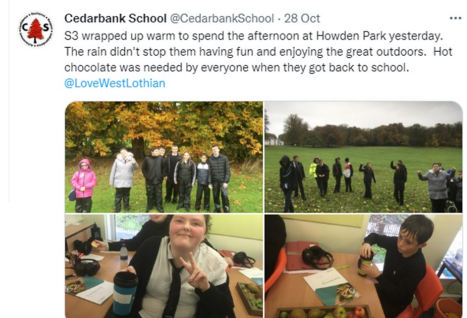 Cedarbank School @CedarbankSchool · 28 Oct
S3 wrapped up warm to spend the afternoon at Howden Park yesterday.
The rain didn't stop them having fun and enjoying the great outdoors. Hot
chocolate was needed by everyone when they got back to school.
@LoveWestLothian